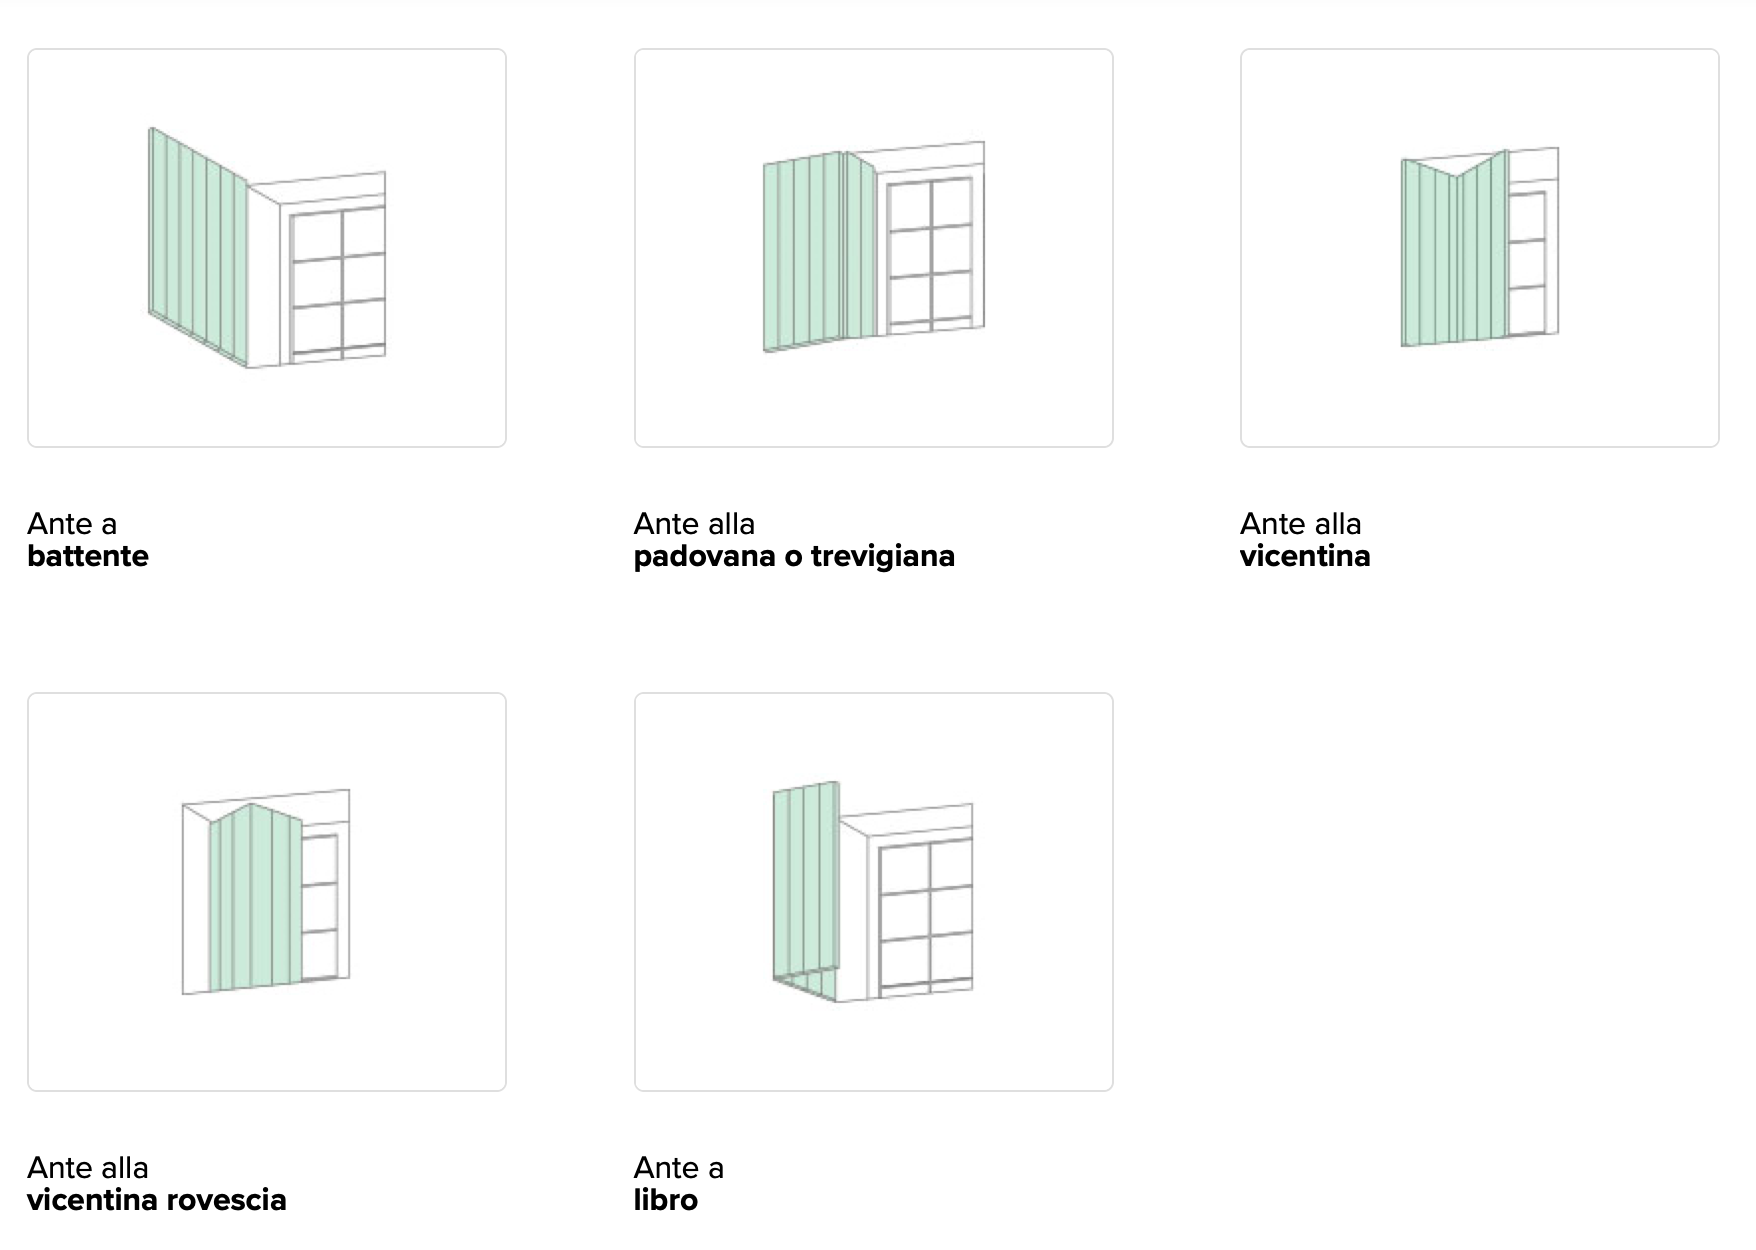 Ante a
battente
Ante alla
padovana o trevigiana
Ante alla
vicentina
Ante alla
vicentina rovescia
Ante a
libro